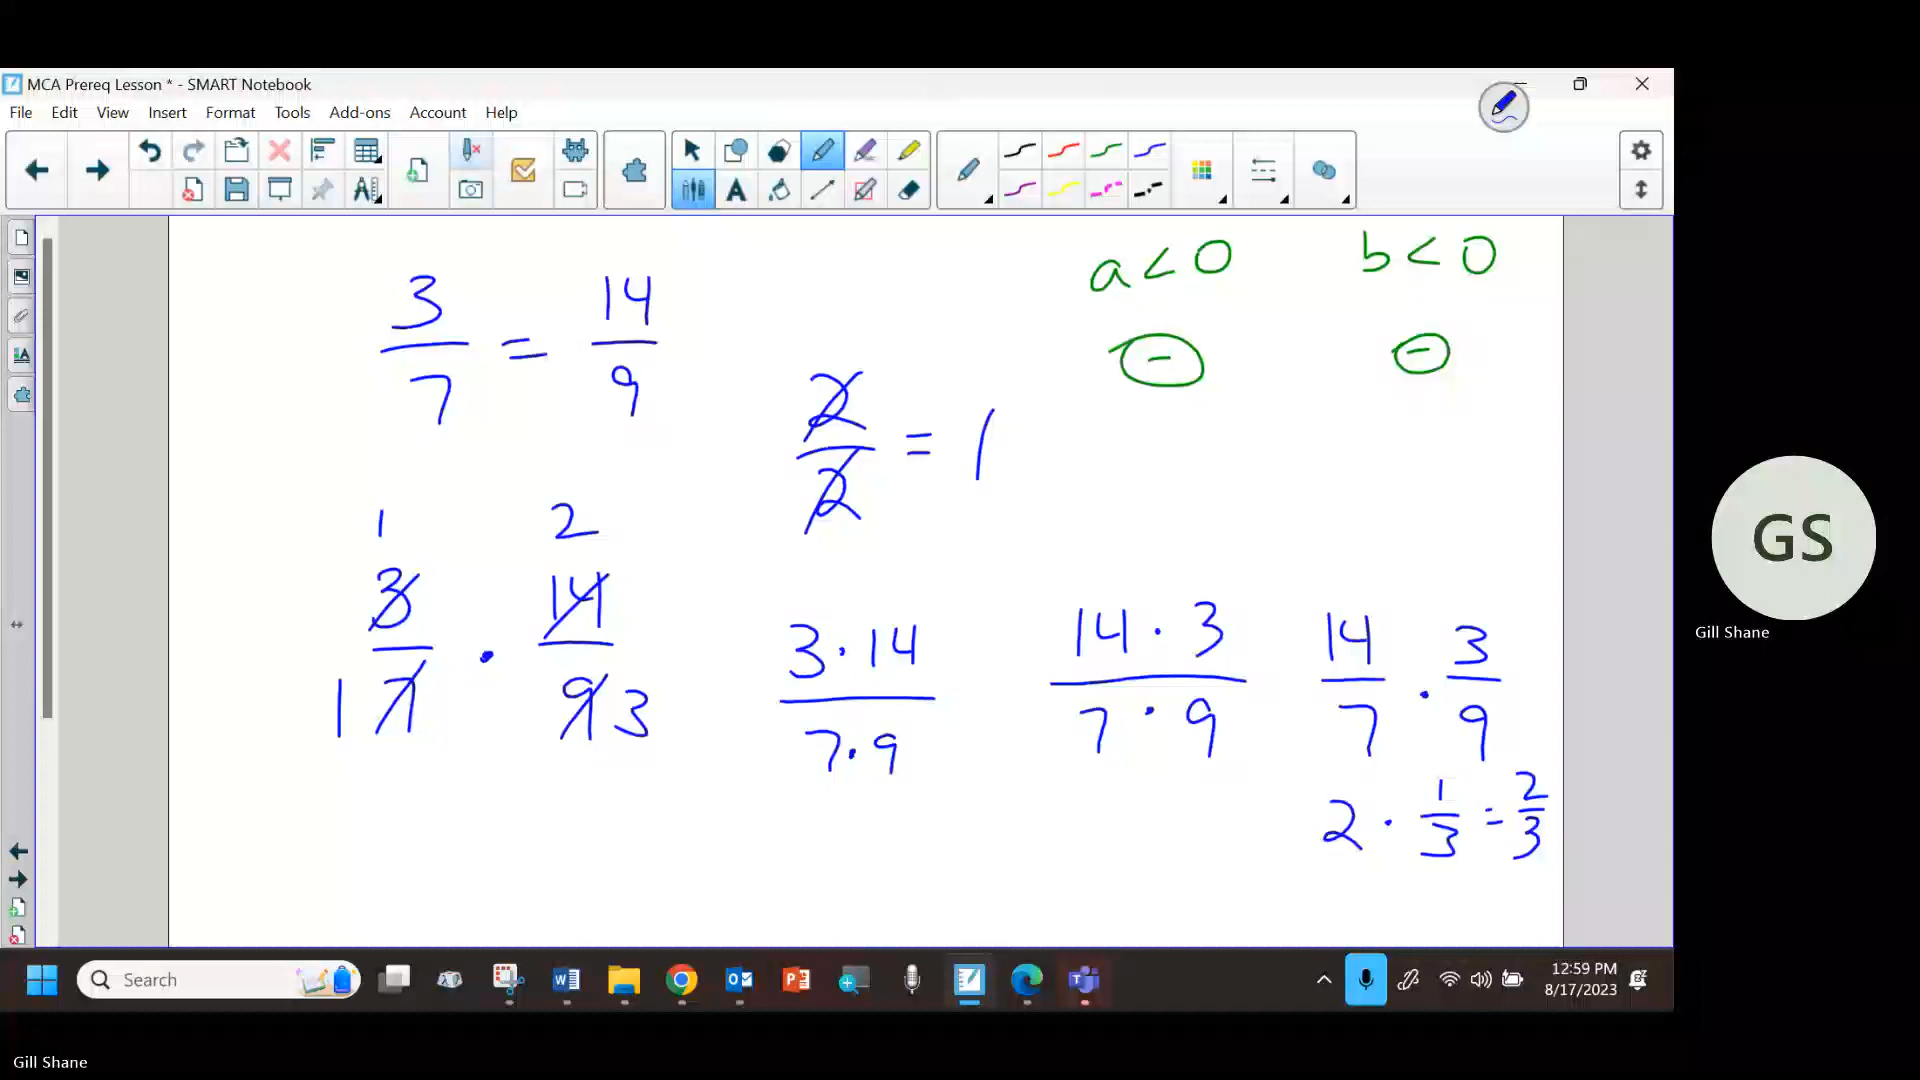 MCA Prereq Lesson * - SMART Notebook
File Edit View Insert Format Tools Add-ons Account Help
a < 0 b < 0
3/7 = 14/9
- -
2/2 = 1
1 2
3/7 · 14/9
1 3
3 · 14 / 7 · 9
14 · 3 / 7 · 9
14/7 · 3/9
2 · 1/3 = 2/3
GS
Gill Shane
Search
12:59 PM
8/17/2023
Gill Shane